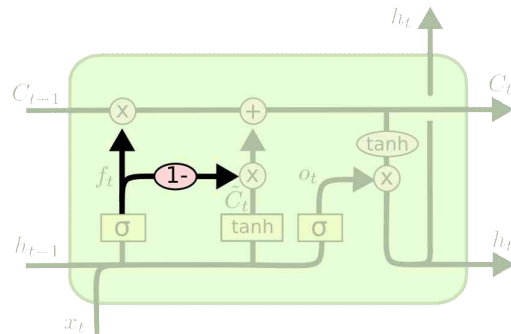 h_t
C_{t-1} x + C_t
tanh
f_t 1- x o_t x
C̃_t
σ tanh σ
h_{t-1} h_t
x_t